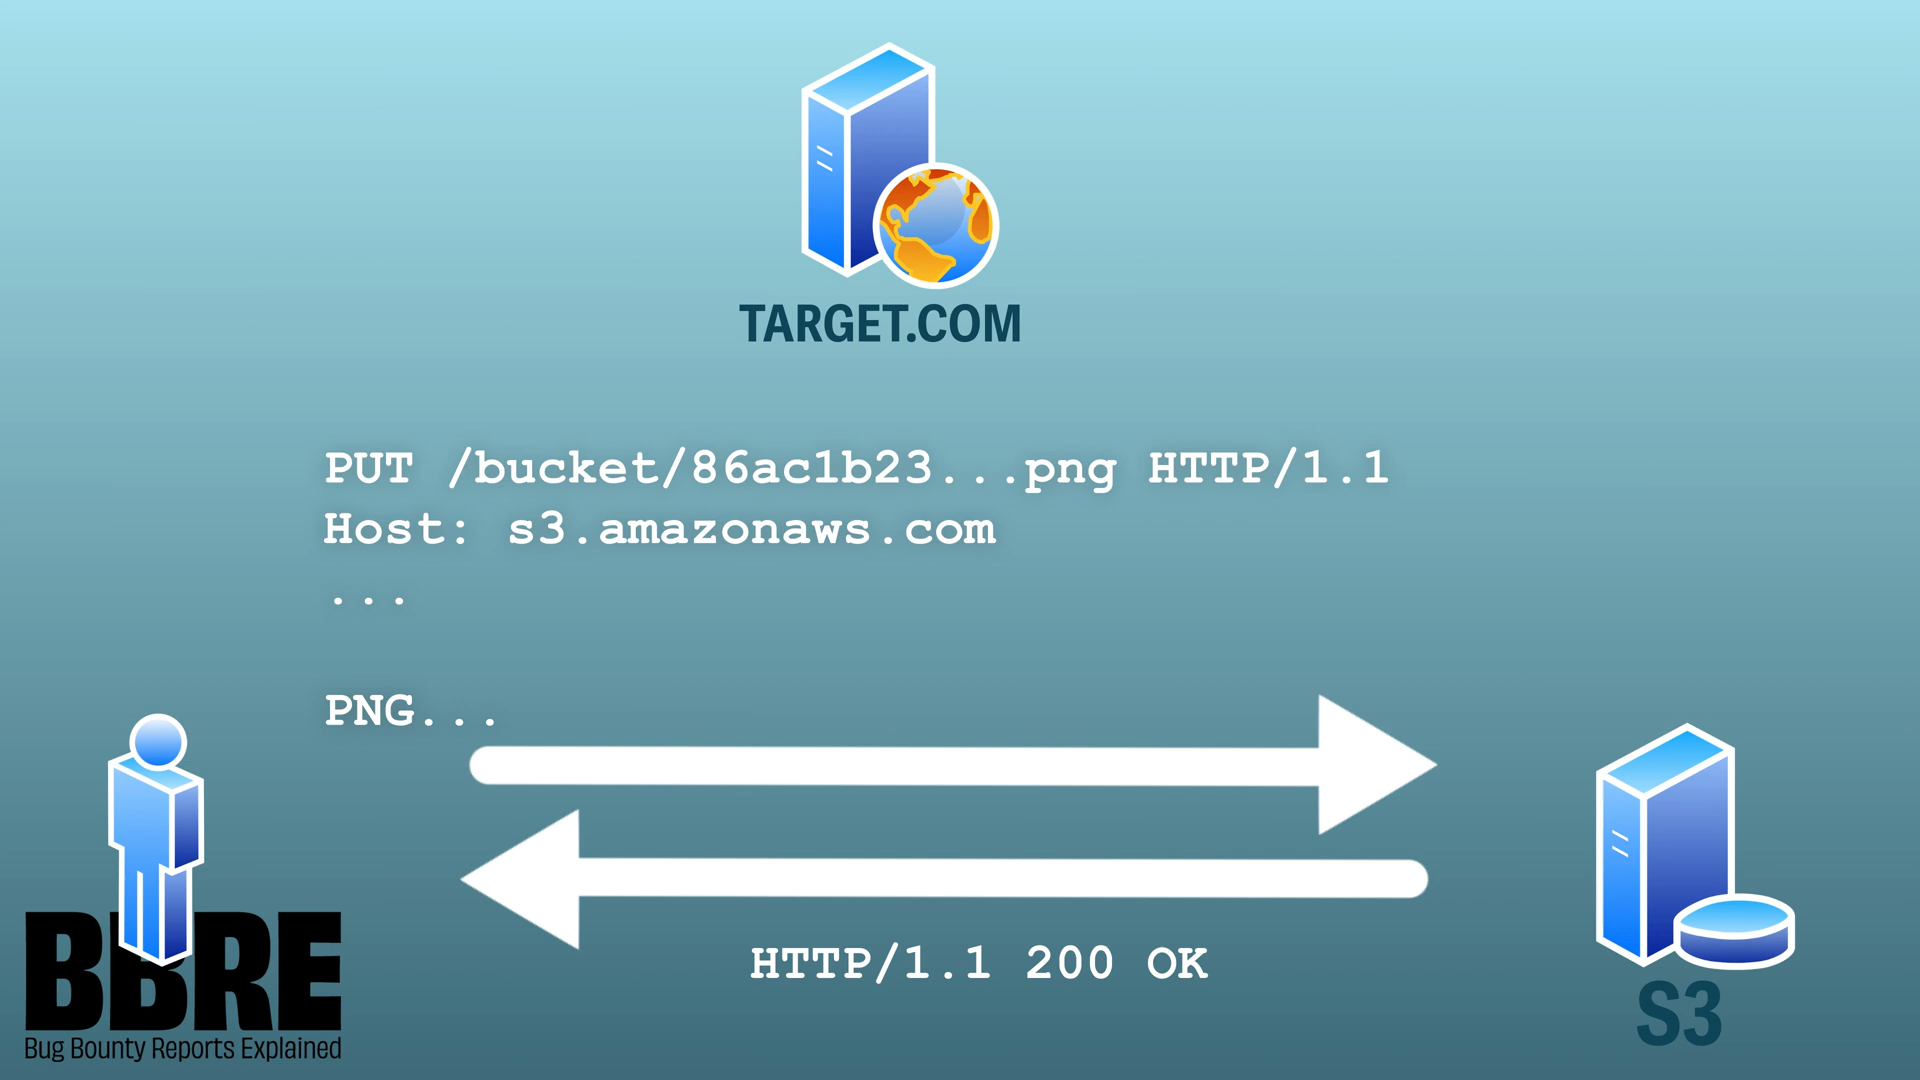 TARGET.COM
PUT /bucket/86ac1b23...png HTTP/1.1
Host: s3.amazonaws.com
...
PNG...
HTTP/1.1 200 OK
S3
BBRE
Bug Bounty Reports Explained